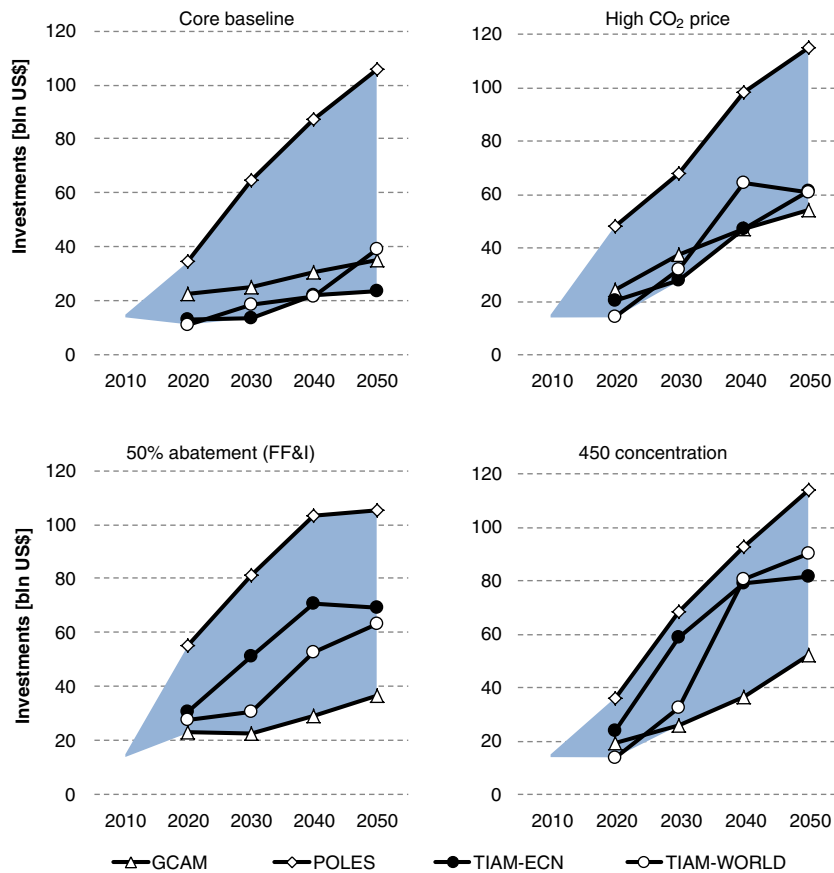 Core baseline
Investments [bln US$]
120
100
80
60
40
20
0
2010 2020 2030 2040 2050
High CO₂ price
120
100
80
60
40
20
0
2010 2020 2030 2040 2050
50% abatement (FF&I)
Investments [bln US$]
120
100
80
60
40
20
0
2010 2020 2030 2040 2050
450 concentration
120
100
80
60
40
20
0
2010 2020 2030 2040 2050
GCAM POLES TIAM-ECN TIAM-WORLD